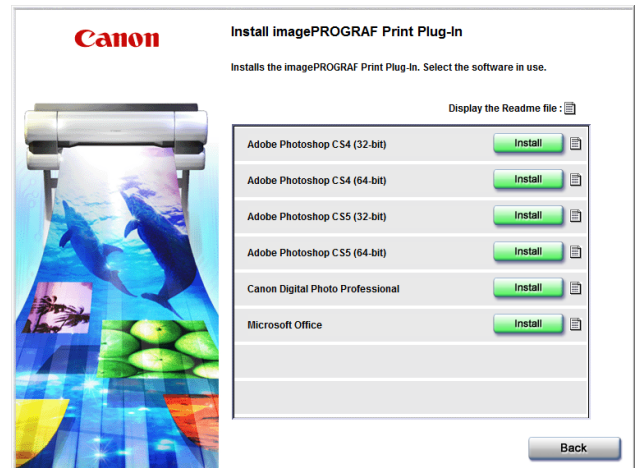 Canon
Install imagePROGRAF Print Plug-In
Installs the imagePROGRAF Print Plug-In. Select the software in use.
Display the Readme file :
Adobe Photoshop CS4 (32-bit) Install
Adobe Photoshop CS4 (64-bit) Install
Adobe Photoshop CS5 (32-bit) Install
Adobe Photoshop CS5 (64-bit) Install
Canon Digital Photo Professional Install
Microsoft Office Install
Back